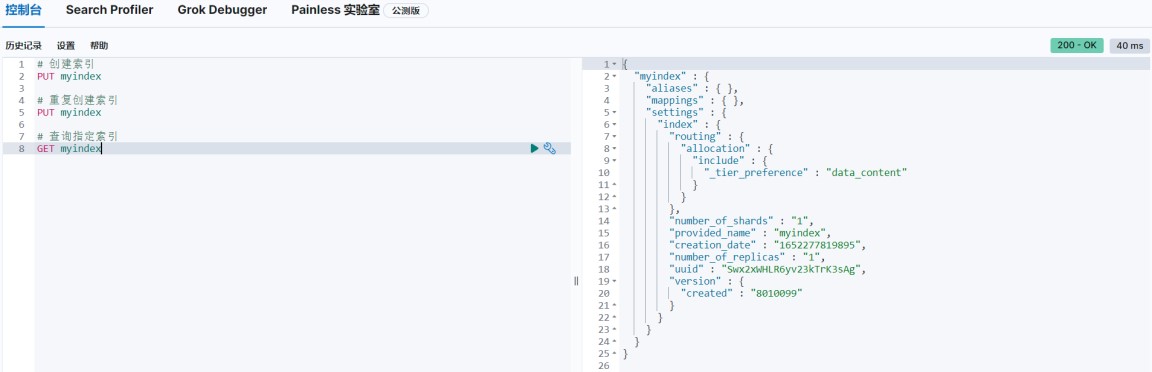 控制台 Search Profiler Grok Debugger Painless 实验室 公测版
历史记录 设置 帮助 200 - OK 40 ms
1 # 创建索引
2 PUT myindex
3
4 # 重复创建索引
5 PUT myindex
6
7 # 查询指定索引
8 GET myindex
1 {
2 "myindex" : {
3 "aliases" : { },
4 "mappings" : { },
5 "settings" : {
6 "index" : {
7 "routing" : {
8 "allocation" : {
9 "include" : {
10 "_tier_preference" : "data_content"
11 }
12 }
13 },
14 "number_of_shards" : "1",
15 "provided_name" : "myindex",
16 "creation_date" : "1652277819895",
17 "number_of_replicas" : "1",
18 "uuid" : "Swx2xWHLR6yv23kTrK3sAg",
19 "version" : {
20 "created" : "8010099"
21 }
22 }
23 }
24 }
25 }
26